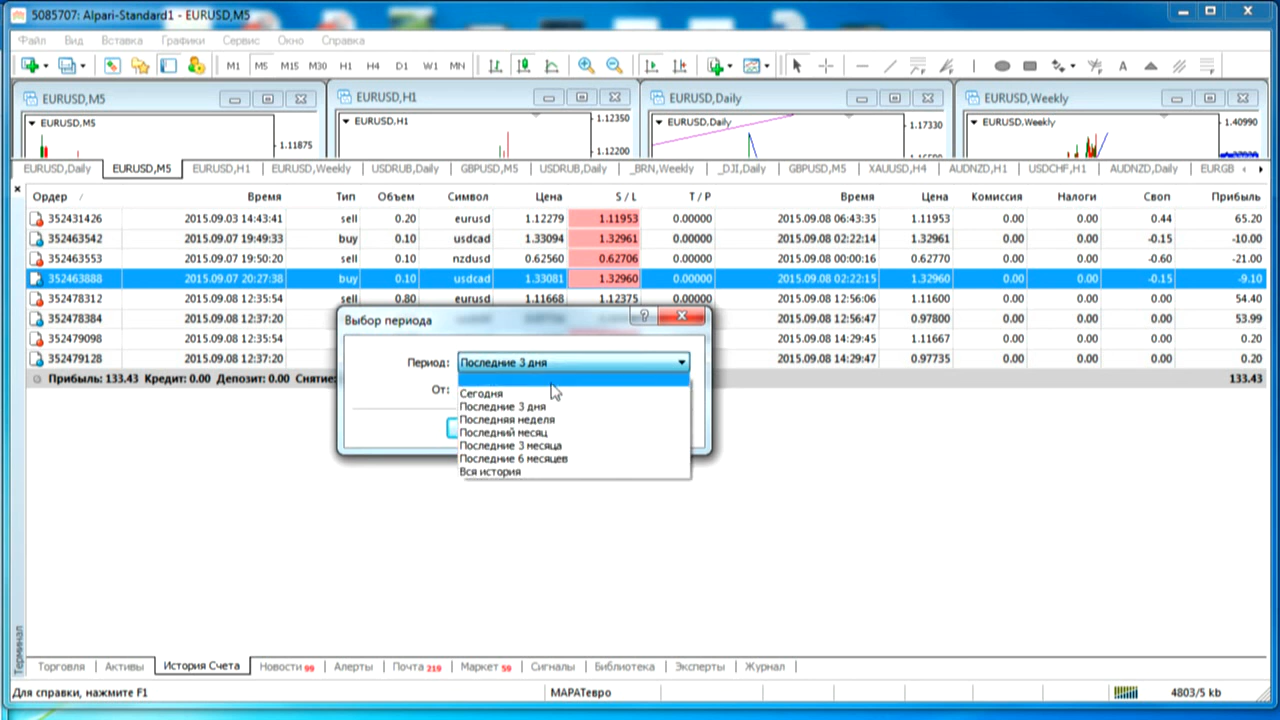 5085707: Alpari-Standard1 - EURUSD,M5
Файл Вид Вставка Графики Сервис Окно Справка
M1 M5 M15 M30 H1 H4 D1 W1 MN
EURUSD,M5 EURUSD,H1 EURUSD,Daily EURUSD,Weekly
EURUSD,M5 1.11875 EURUSD,H1 1.12350 1.12200 EURUSD,Daily 1.17330 EURUSD,Weekly 1.40990
EURUSD,Daily EURUSD,M5 EURUSD,H1 EURUSD,Weekly USDRUB,Daily GBPUSD,M5 USDRUB,Daily _BRN,Weekly _DJI,Daily GBPUSD,M5 XAUUSD,H4 AUDNZD,H1 USDCHF,H1 AUDNZD,Daily EURGB
Ордер Время Тип Объем Символ Цена S / L T / P Время Цена Комиссия Налоги Своп Прибыль
352431426 2015.09.03 14:43:41 sell 0.20 eurusd 1.12279 1.11953 0.00000 2015.09.08 06:43:35 1.11953 0.00 0.00 0.44 65.20
352463542 2015.09.07 19:49:33 buy 0.10 usdcad 1.33094 1.32961 0.00000 2015.09.08 02:22:14 1.32961 0.00 0.00 -0.15 -10.00
352463553 2015.09.07 19:50:20 sell 0.10 nzdusd 0.62560 0.62706 0.00000 2015.09.08 00:00:16 0.62770 0.00 0.00 -0.60 -21.00
352463888 2015.09.07 20:27:38 buy 0.10 usdcad 1.33081 1.32960 0.00000 2015.09.08 02:22:15 1.32960 0.00 0.00 -0.15 -9.10
352478312 2015.09.08 12:35:54 sell 0.80 eurusd 1.11668 1.12375 0.00000 2015.09.08 12:56:06 1.11600 0.00 0.00 0.00 54.40
352478384 2015.09.08 12:37:20 2015.09.08 12:56:47 0.97800 0.00 0.00 0.00 53.99
352479098 2015.09.08 12:35:54 2015.09.08 14:29:45 1.11667 0.00 0.00 0.00 0.20
352479128 2015.09.08 12:37:20 2015.09.08 14:29:47 0.97735 0.00 0.00 0.00 0.20
Прибыль: 133.43 Кредит: 0.00 Депозит: 0.00 Снятие: 133.43
Выбор периода
Период: Последние 3 дня
От:
Сегодня
Последние 3 дня
Последняя неделя
Последний месяц
Последние 3 месяца
Последние 6 месяцев
Вся история
Терминал
Торговля Активы История Счета Новости 99 Алерты Почта 219 Маркет 59 Сигналы Библиотека Эксперты Журнал
Для справки, нажмите F1 МАРАТевро 4803/5 kb